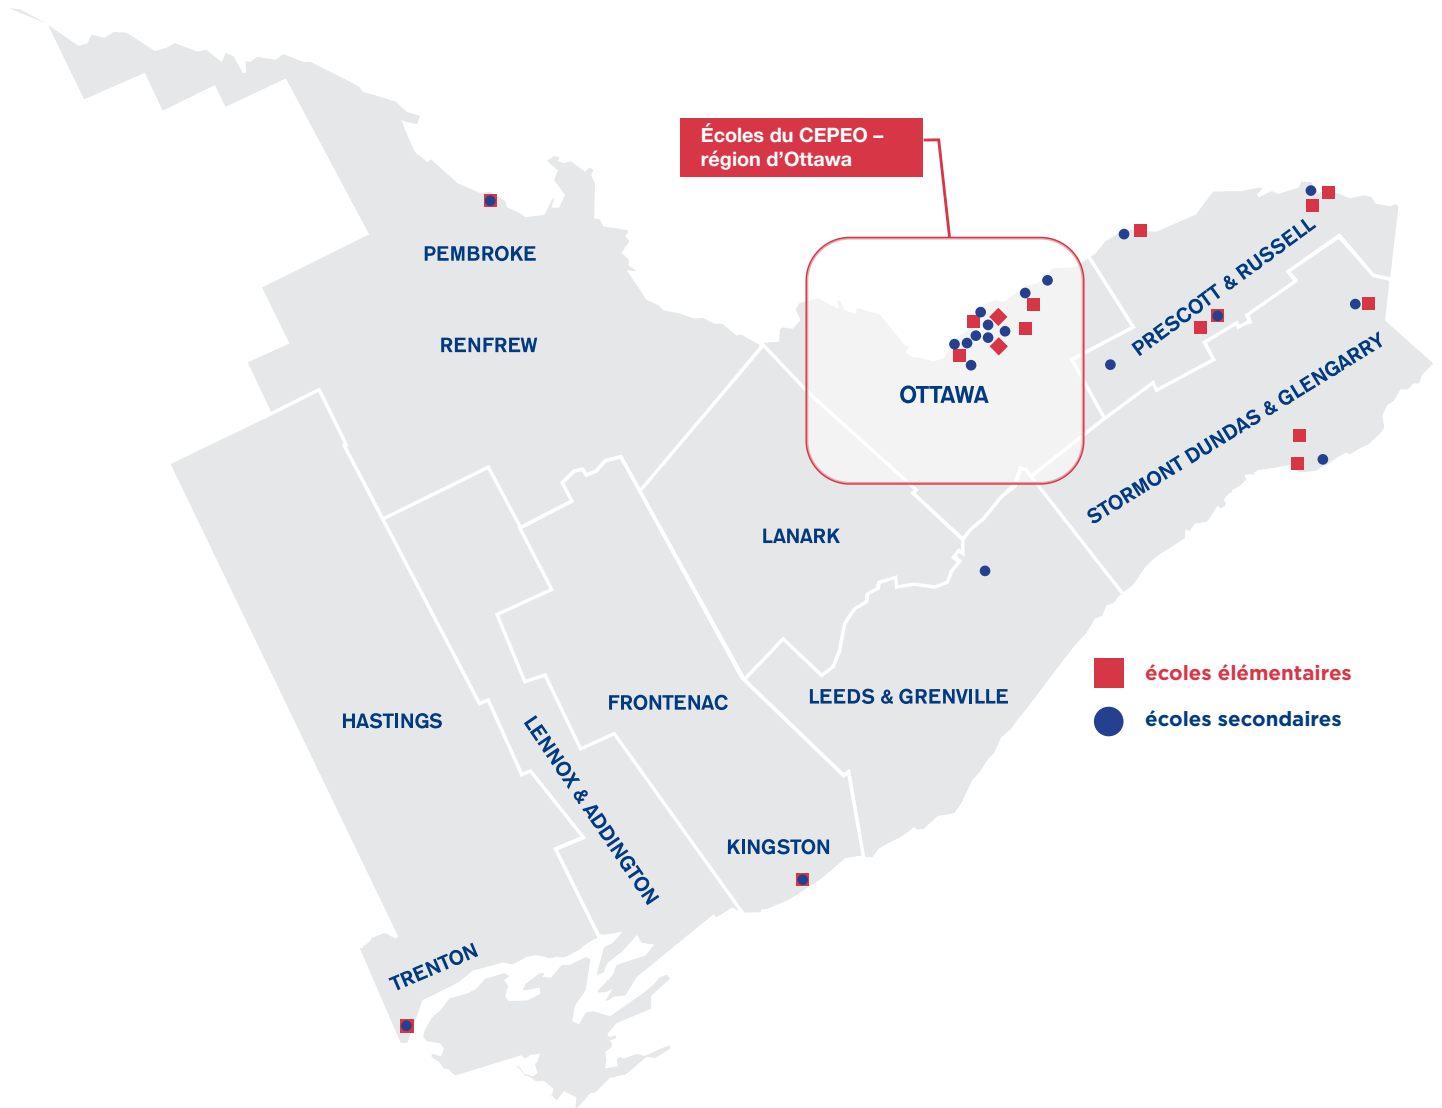 Écoles du CEPEO –
région d’Ottawa
PEMBROKE
RENFREW
PRESCOTT & RUSSELL
OTTAWA
STORMONT DUNDAS & GLENGARRY
LANARK
HASTINGS
LENNOX & ADDINGTON
FRONTENAC
LEEDS & GRENVILLE
écoles élémentaires
écoles secondaires
KINGSTON
TRENTON